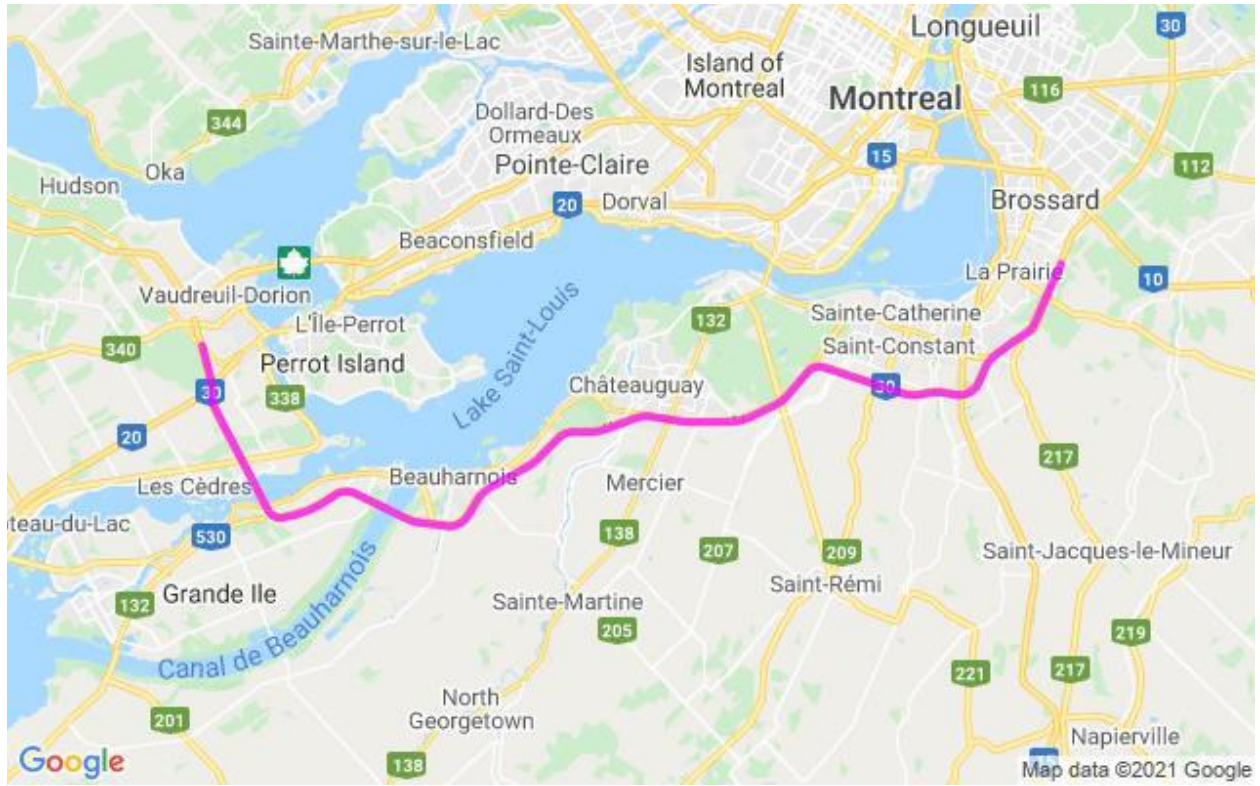 Longueuil
30
Sainte-Marthe-sur-le-Lac
Island of
Montreal
Montreal
116
344
Dollard-Des
Ormeaux
15
112
Oka
Pointe-Claire
Hudson
20
Dorval
Brossard
Beaconsfield
La Prairie
10
Vaudreuil-Dorion
L'Île-Perrot
Sainte-Catherine
132
340
Saint-Constant
Perrot Island
Lake Saint-Louis
Châteauguay
30
30
338
20
217
Beauharnois
Les Cèdres
Mercier
oteau-du-Lac
530
138
207
209
Saint-Jacques-le-Mineur
Grande Ile
Saint-Rémi
132
Sainte-Martine
205
219
Canal de Beauharnois
221
217
North
Georgetown
201
Napierville
138
Google
Map data ©2021 Google